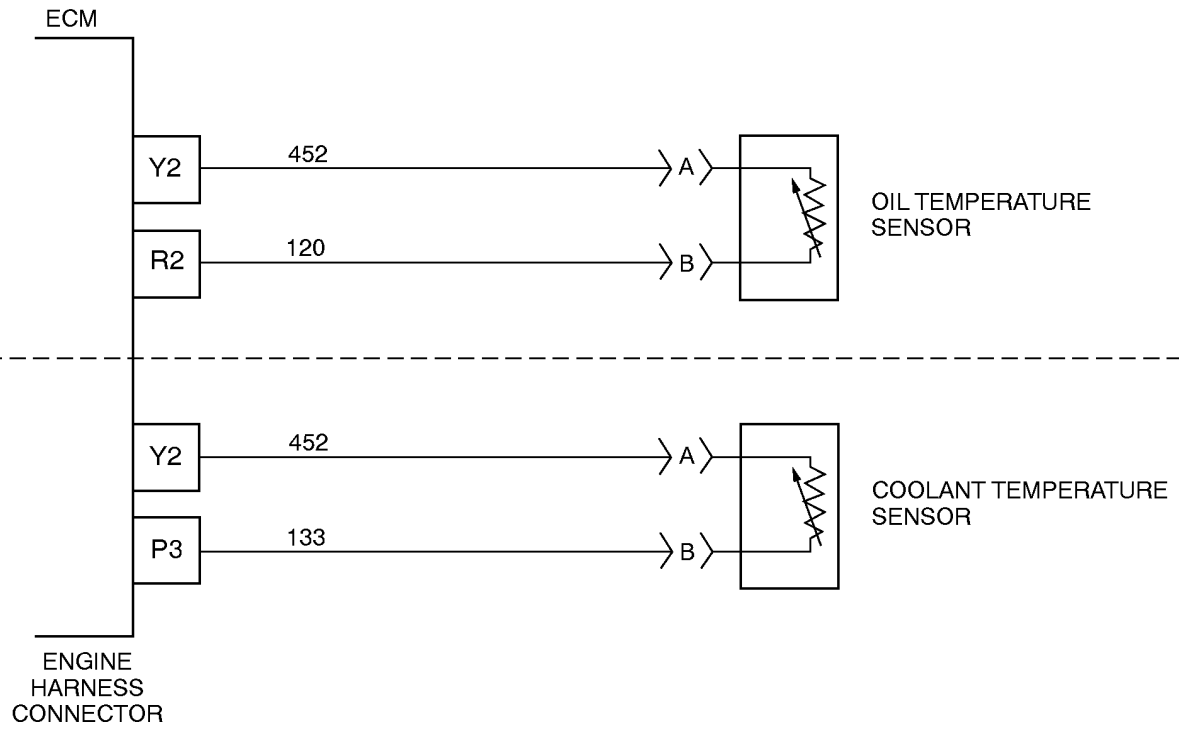 ECM
Y2
452
A
R2
120
B
OIL TEMPERATURE
SENSOR
Y2
452
A
P3
133
B
COOLANT TEMPERATURE
SENSOR
ENGINE
HARNESS
CONNECTOR